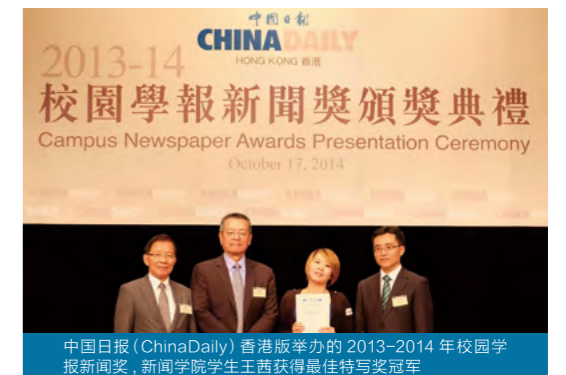 中国日报
CHINA DAILY
HONG KONG 香港
2013-14
校園學報新聞獎頒獎典禮
Campus Newspaper Awards Presentation Ceremony
October 17, 2014
中国日报（ChinaDaily）香港版举办的 2013-2014 年校园学
报新闻奖，新闻学院学生王茜获得最佳特写奖冠军